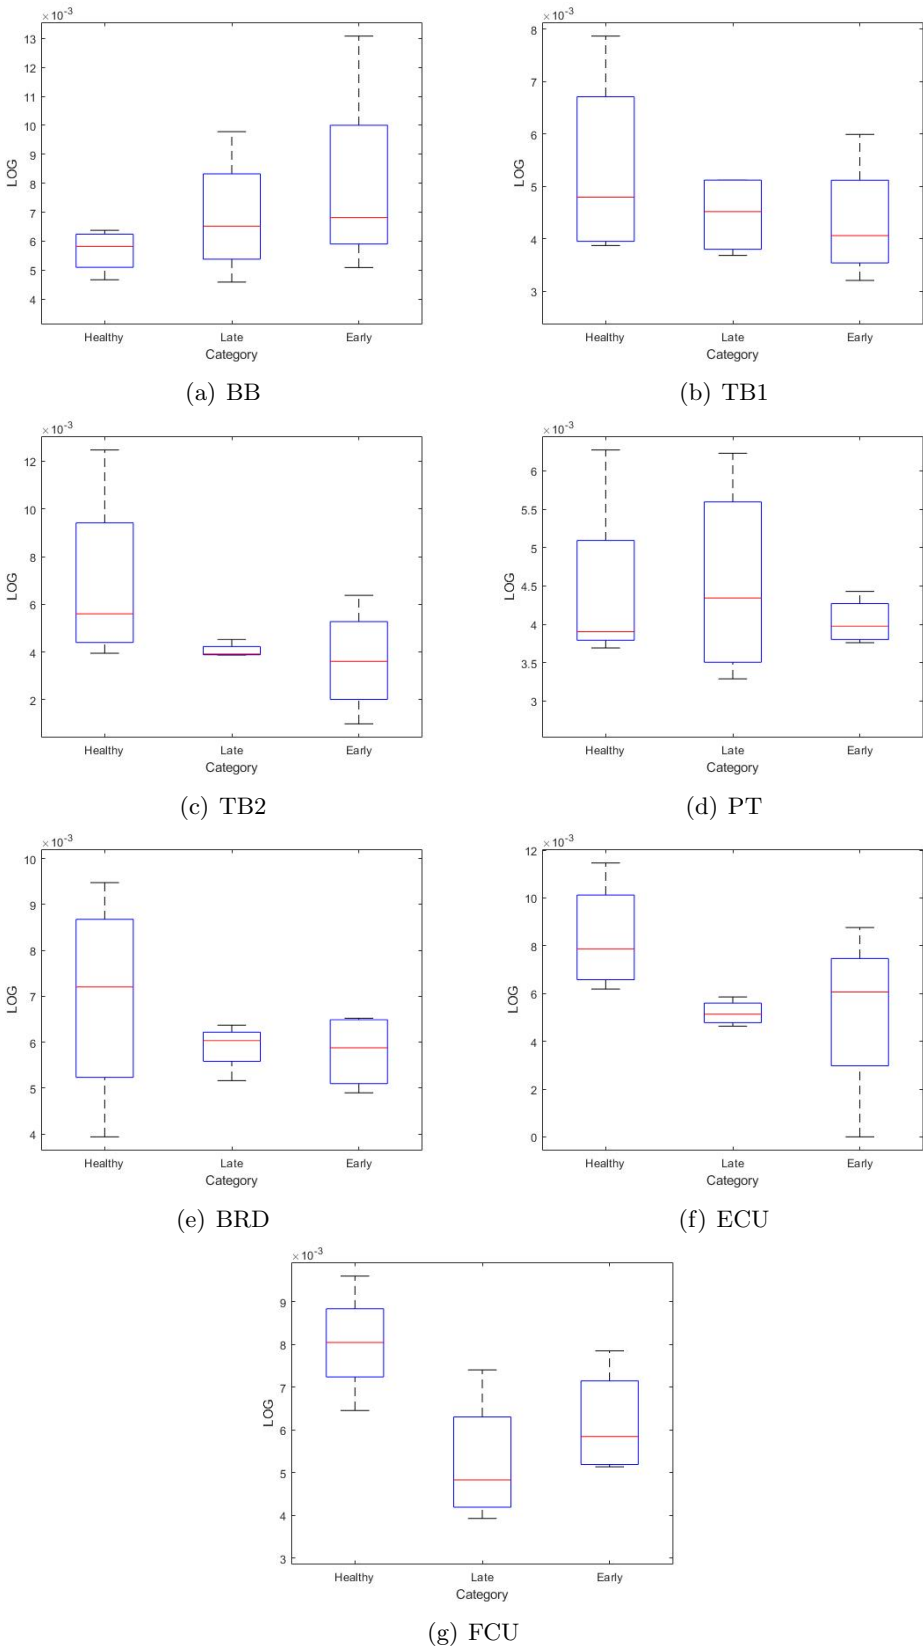 ×10-3
×10-3
13
12
11
10
9
8
7
6
5
4
LOG
Healthy
Late
Early
Category
8
7
6
5
4
3
LOG
Healthy
Late
Early
Category
(a) BB
(b) TB1
×10-3
×10-3
12
10
8
6
4
2
LOG
Healthy
Late
Early
Category
6
5.5
5
4.5
4
3.5
3
LOG
Healthy
Late
Early
Category
(c) TB2
(d) PT
×10-3
×10-3
10
9
8
7
6
5
4
LOG
Healthy
Late
Early
Category
12
10
8
6
4
2
0
LOG
Healthy
Late
Early
Category
(e) BRD
(f) ECU
×10-3
9
8
7
6
5
4
3
LOG
Healthy
Late
Early
Category
(g) FCU